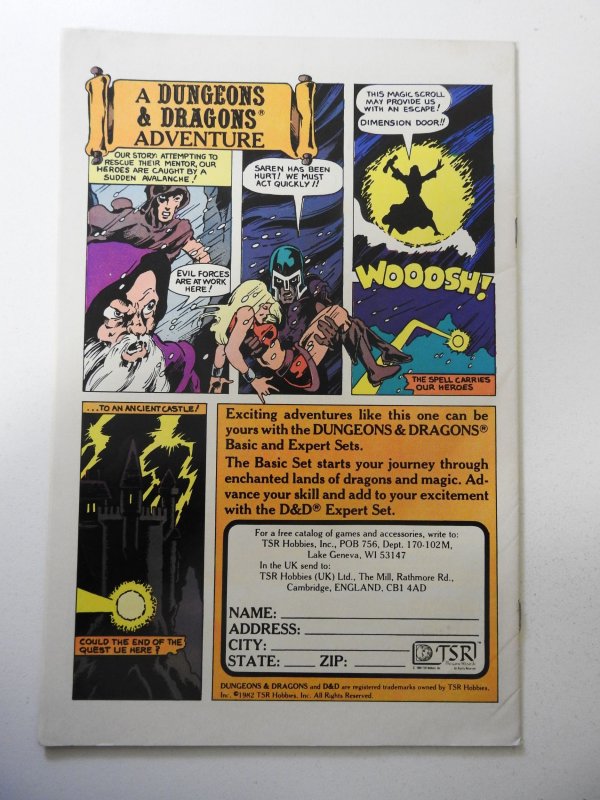 A DUNGEONS
& DRAGONS®
ADVENTURE
OUR STORY: ATTEMPTING TO
RESCUE THEIR MENTOR, OUR
HEROES ARE CAUGHT BY A
SUDDEN AVALANCHE!
EVIL FORCES
ARE AT WORK
HERE!
SAREN HAS BEEN
HURT! WE MUST
ACT QUICKLY!!
THIS MAGIC SCROLL
MAY PROVIDE US
WITH AN ESCAPE!
DIMENSION DOOR!!
WOOOSH!
THE SPELL CARRIES
OUR HEROES
...TO AN ANCIENT CASTLE!
COULD THE END OF THE
QUEST LIE HERE?
Exciting adventures like this one can be
yours with the DUNGEONS & DRAGONS®
Basic and Expert Sets.
The Basic Set starts your journey through
enchanted lands of dragons and magic. Ad-
vance your skill and add to your excitement
with the D&D® Expert Set.
For a free catalog of games and accessories, write to:
TSR Hobbies, Inc., POB 756, Dept. 170-102M,
Lake Geneva, WI 53147
In the UK send to:
TSR Hobbies (UK) Ltd., The Mill, Rathmore Rd.,
Cambridge, ENGLAND, CB1 4AD
NAME:
ADDRESS:
CITY:
STATE: ZIP:
TSR
DUNGEONS & DRAGONS and D&D are registered trademarks owned by TSR Hobbies,
Inc. ©1982 TSR Hobbies, Inc. All Rights Reserved.